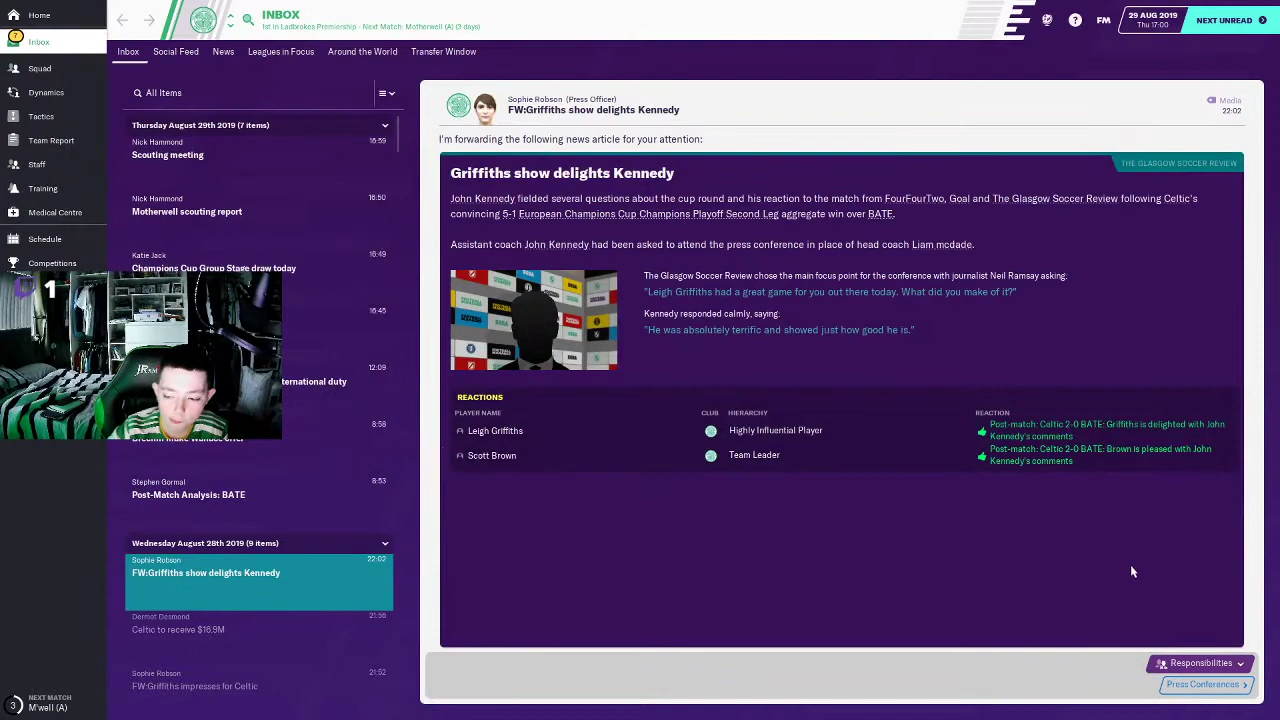 Home
7
Inbox
Squad
Dynamics
Tactics
Team Report
Staff
Training
Medical Centre
Schedule
Competitions
1
3
NEXT MATCH
M'well (A)
INBOX
1st in Ladbrokes Premiership - Next Match: Motherwell (A) (3 days)
?
FM
29 AUG 2019
Thu 17:00
NEXT UNREAD
Inbox
Social Feed
News
Leagues in Focus
Around the World
Transfer Window
All Items
Thursday August 29th 2019 (7 items)
Nick Hammond
16:59
Scouting meeting
Nick Hammond
16:50
Motherwell scouting report
Katie Jack
16:49
Champions Cup Group Stage draw today
16:45
12:09
ternational duty
8:58
Brechin make Wallace offer
Stephen Gormal
8:53
Post-Match Analysis: BATE
Wednesday August 28th 2019 (9 items)
Sophie Robson
22:02
FW:Griffiths show delights Kennedy
Dermot Desmond
21:56
Celtic to receive $16.9M
Sophie Robson
21:52
FW:Griffiths impresses for Celtic
Sophie Robson (Press Officer)
FW:Griffiths show delights Kennedy
Media
22:02
I'm forwarding the following news article for your attention:
THE GLASGOW SOCCER REVIEW
Griffiths show delights Kennedy
John Kennedy fielded several questions about the cup round and his reaction to the match from FourFourTwo, Goal and The Glasgow Soccer Review following Celtic's
convincing 5-1 European Champions Cup Champions Playoff Second Leg aggregate win over BATE.
Assistant coach John Kennedy had been asked to attend the press conference in place of head coach Liam mcdade.
The Glasgow Soccer Review chose the main focus point for the conference with journalist Neil Ramsay asking:
"Leigh Griffiths had a great game for you out there today. What did you make of it?"
Kennedy responded calmly, saying:
"He was absolutely terrific and showed just how good he is."
REACTIONS
PLAYER NAME
CLUB
HIERARCHY
REACTION
Leigh Griffiths
Highly Influential Player
Post-match: Celtic 2-0 BATE: Griffiths is delighted with John
Kennedy's comments
Scott Brown
Team Leader
Post-match: Celtic 2-0 BATE: Brown is pleased with John
Kennedy's comments
Responsibilities
Press Conferences